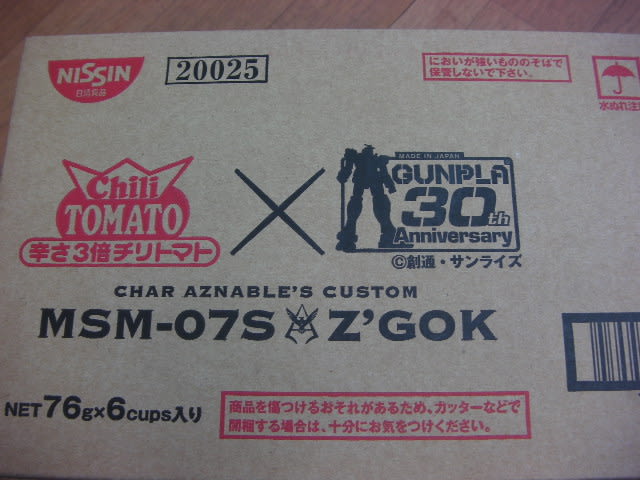 NISSIN
日清食品
20025
においが強いもののそばで
保管しないで下さい。
水ぬれ注
Chili
TOMATO
辛さ3倍チリトマト
×
MADE IN JAPAN
GUNPLA
30th
Anniversary
©創通・サンライズ
CHAR AZNABLE'S CUSTOM
MSM-07S Z'GOK
NET 76g×6cups入り
商品を傷つけるおそれがあるため、カッターなどで
開梱する場合は、十分にお気をつけください。